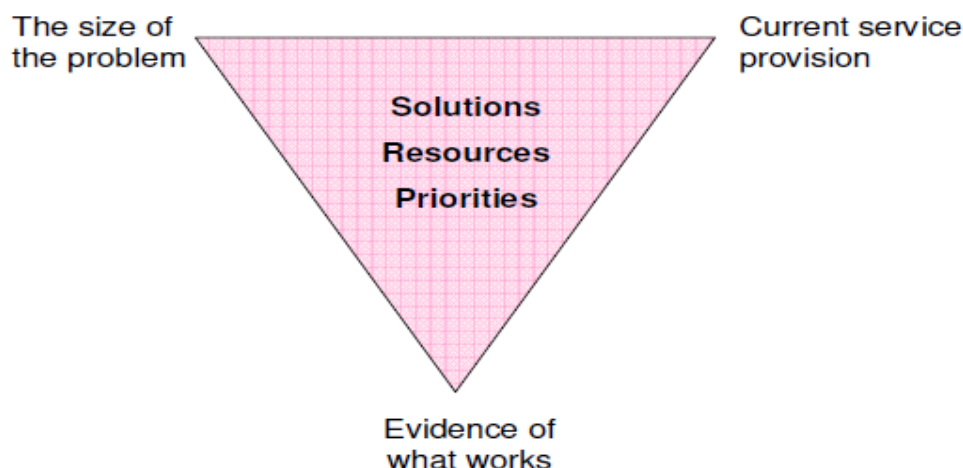 The size of
the problem
Current service
provision
Solutions
Resources
Priorities
Evidence of
what works